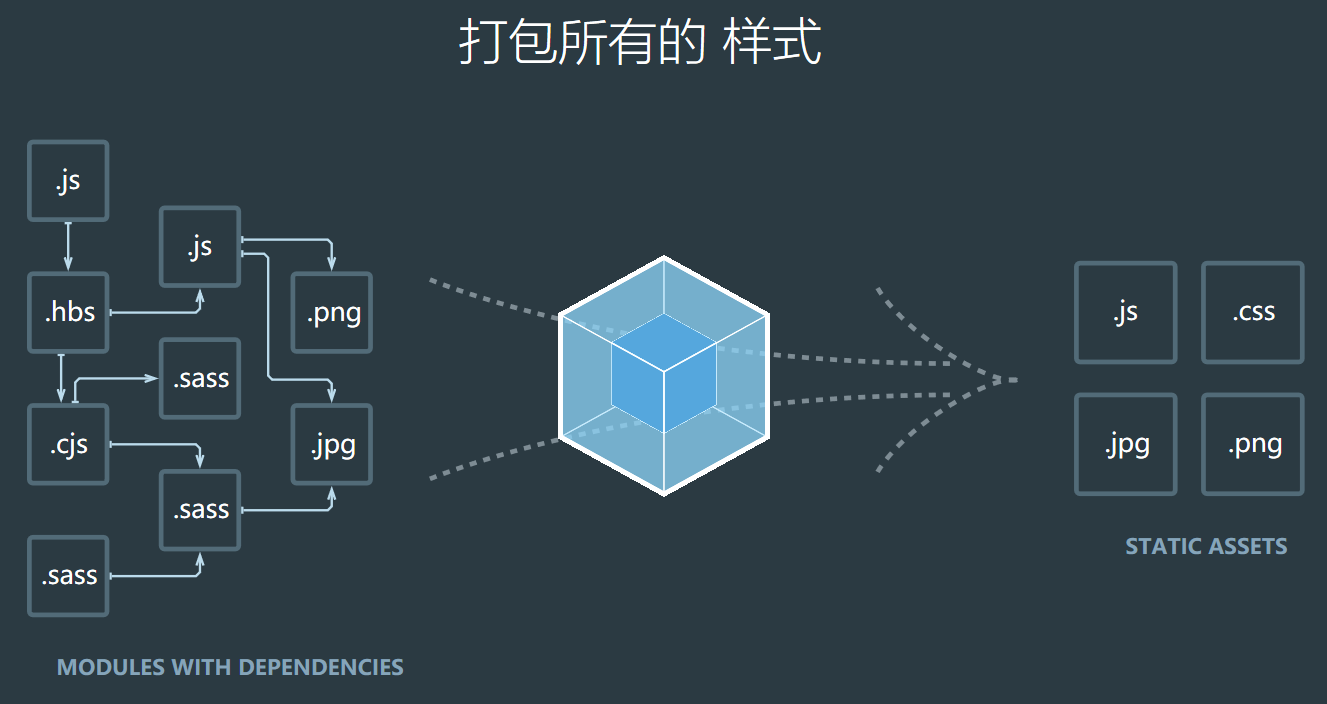 打包所有的 样式
.js
.js
.hbs
.png
.sass
.cjs
.jpg
.sass
.sass
MODULES WITH DEPENDENCIES
.js
.css
.jpg
.png
STATIC ASSETS